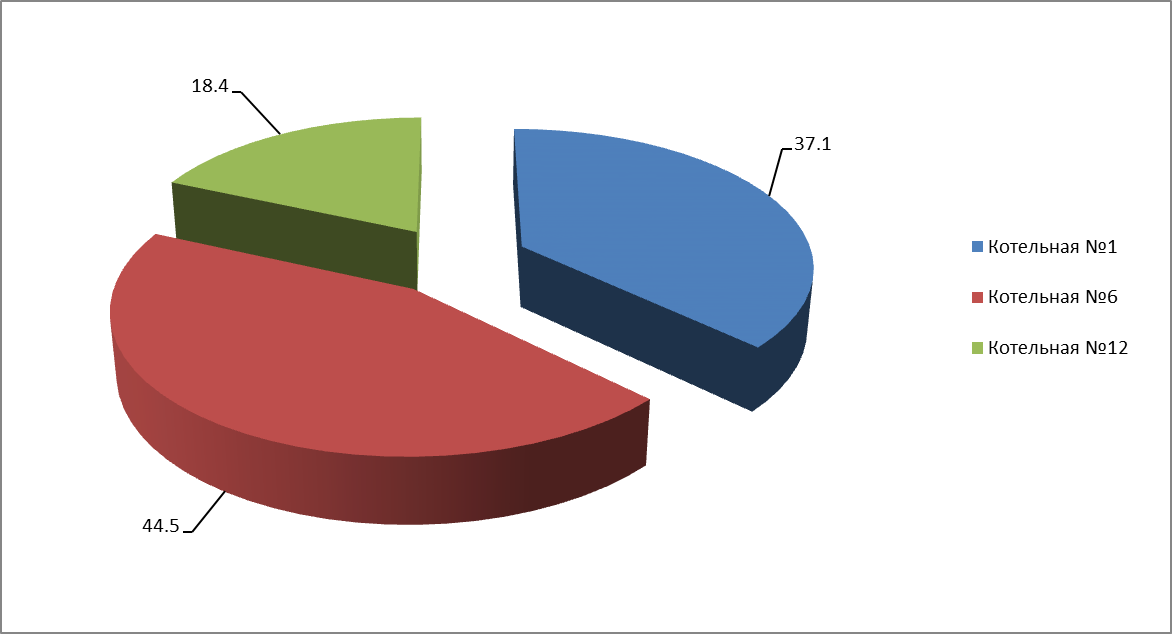 18.4
37.1
44.5
Котельная №1
Котельная №6
Котельная №12